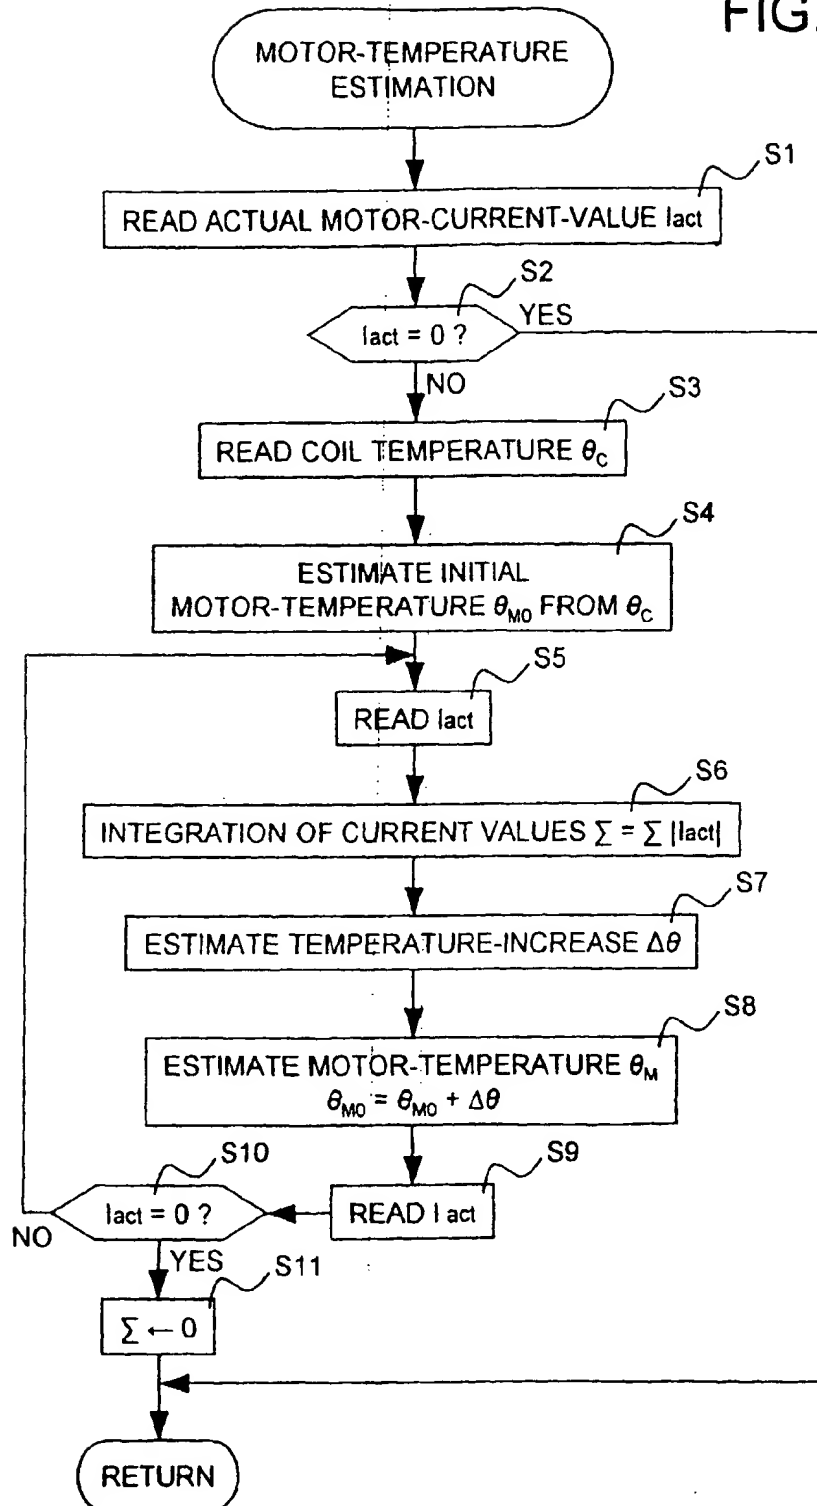 FIG.
MOTOR-TEMPERATURE
ESTIMATION
S1
READ ACTUAL MOTOR-CURRENT-VALUE Iact
S2
Iact = 0 ?
YES
NO
S3
READ COIL TEMPERATURE θC
S4
ESTIMATE INITIAL
MOTOR-TEMPERATURE θM0 FROM θC
S5
READ Iact
S6
INTEGRATION OF CURRENT VALUES Σ = Σ |Iact|
S7
ESTIMATE TEMPERATURE-INCREASE Δθ
S8
ESTIMATE MOTOR-TEMPERATURE θM
θM0 = θM0 + Δθ
S10
S9
Iact = 0 ?
READ I act
NO
YES
S11
Σ ← 0
RETURN